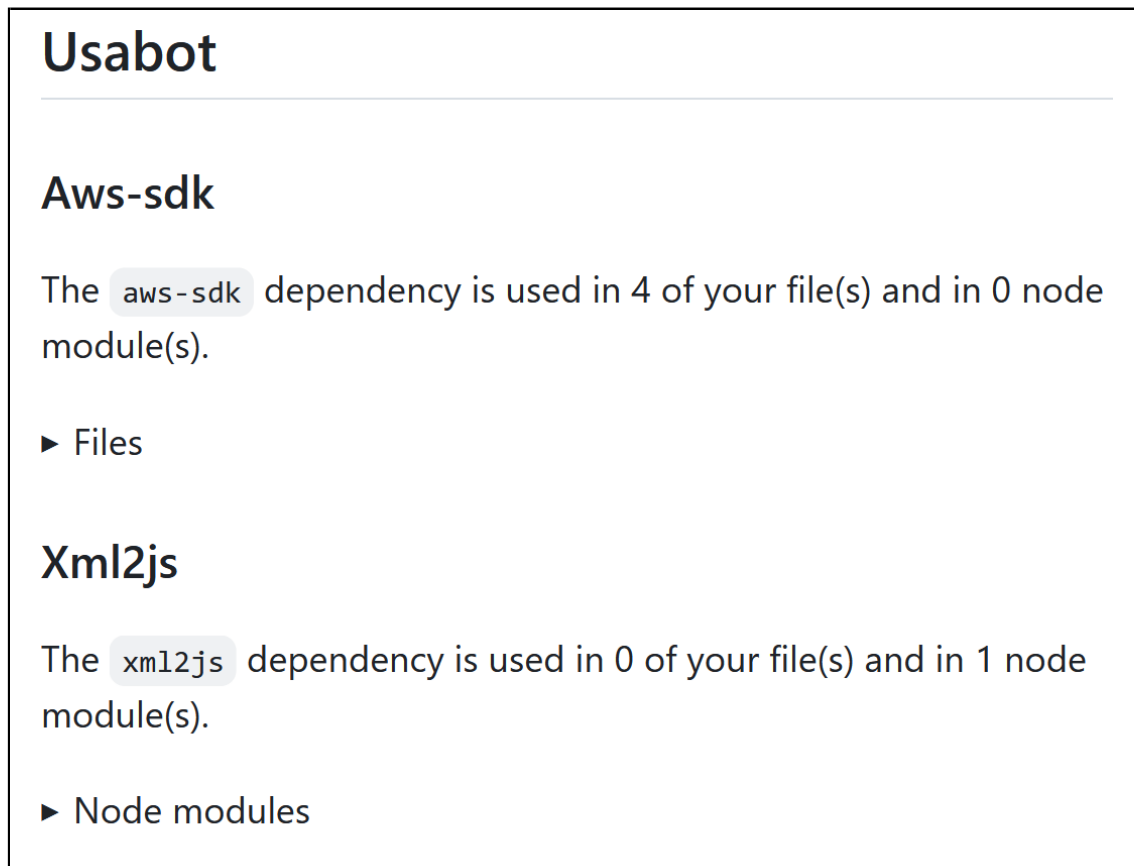 Usabot
Aws-sdk
The aws-sdk dependency is used in 4 of your file(s) and in 0 node
module(s).
▸ Files
Xml2js
The xml2js dependency is used in 0 of your file(s) and in 1 node
module(s).
▸ Node modules